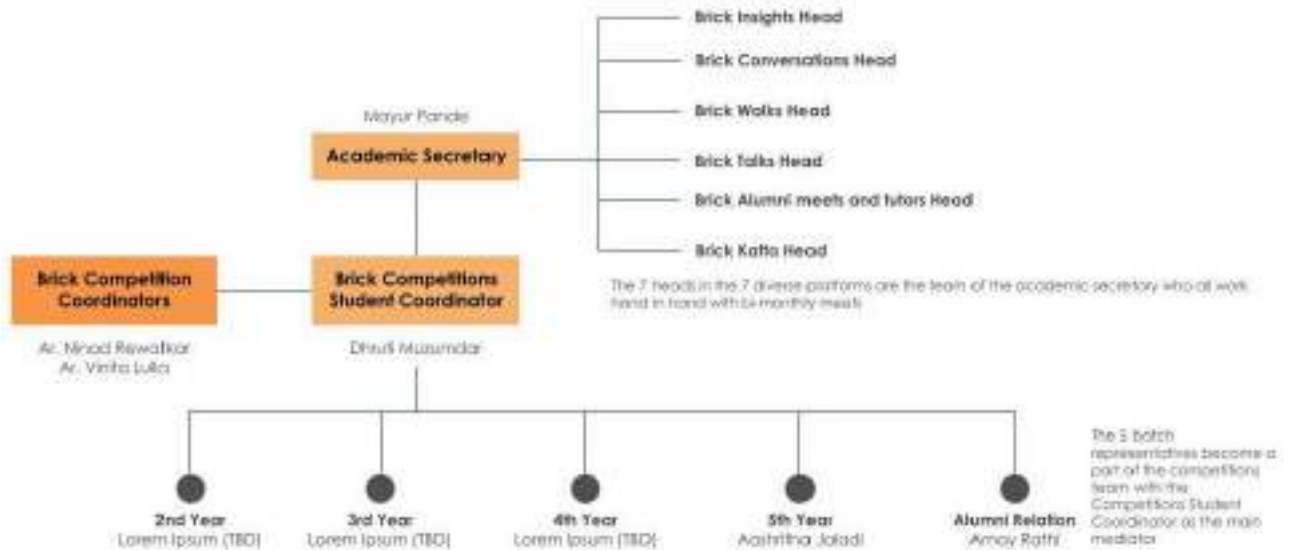 Brick Insights Head
Brick Conversations Head
Brick Walks Head
Brick Talks Head
Brick Alumni meets and tutors Head
Brick Katta Head
Mayur Pande
Academic Secretary
The 7 heads in the 7 diverse platforms are the team of the academic secretary who all work
hand in hand with bi-monthly meets
Brick Competition
Coordinators
Ar. Ninad Rewatkar
Ar. Vinita Lulla
Brick Competitions
Student Coordinator
Muzumdar
2nd Year
Lorem Ipsum (TBD)
3rd Year
Lorem Ipsum (TBD)
4th Year
Lorem Ipsum (TBD)
5th Year
Aashritha Jaladi
Alumni Relation
Amay Rathi
The 5 batch
representatives become a
part of the competitions
team with the
Competitions Student
Coordinator as the main
mediator